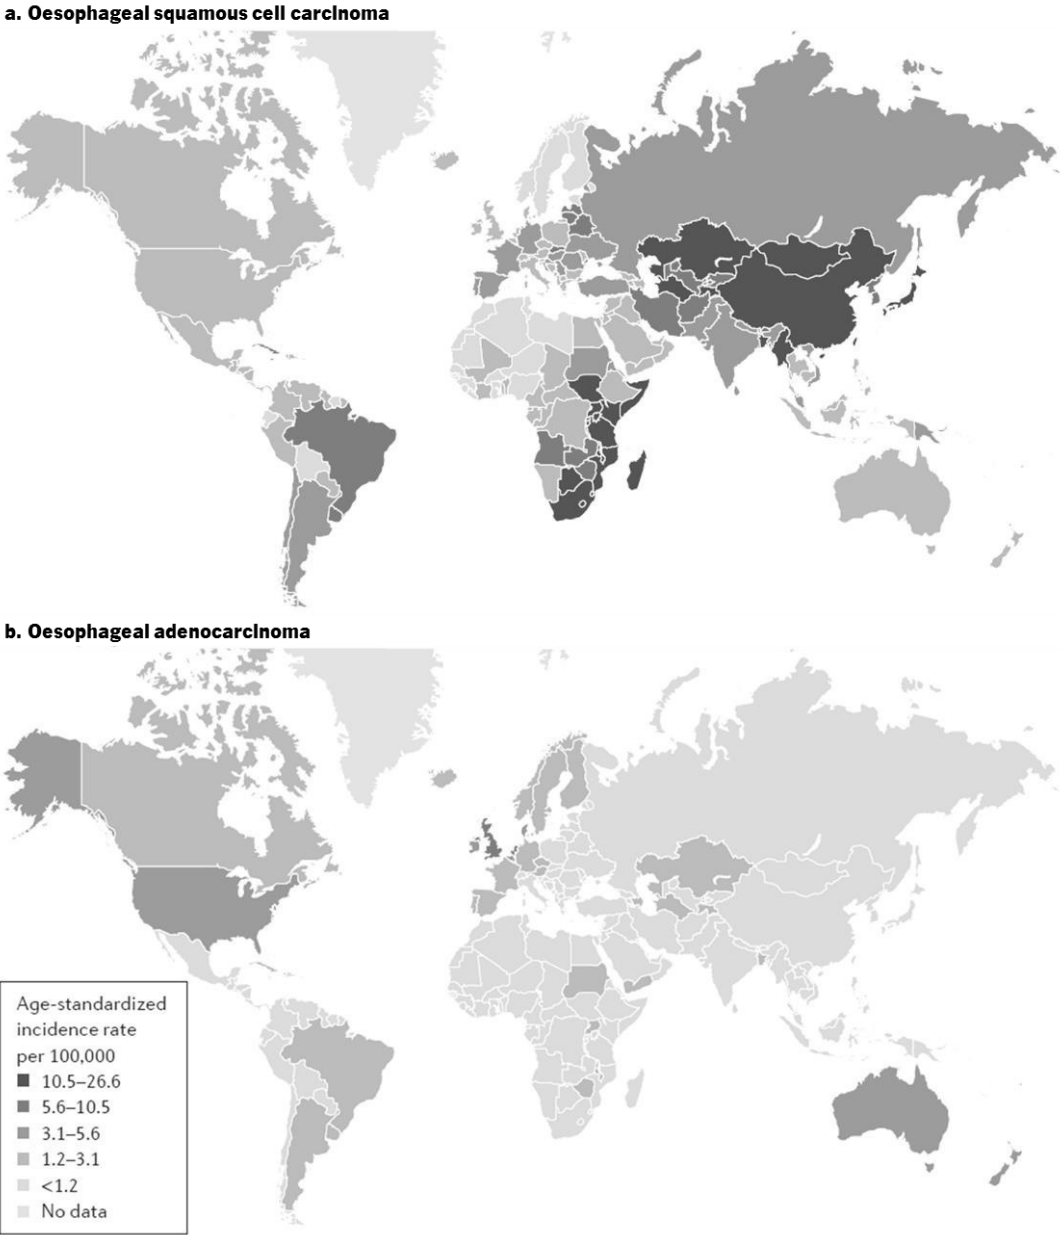 a. Oesophageal squamous cell carcinoma
b. Oesophageal adenocarcinoma
Age-standardized
incidence rate
per 100,000
10.5–26.6
5.6–10.5
3.1–5.6
1.2–3.1
<1.2
No data